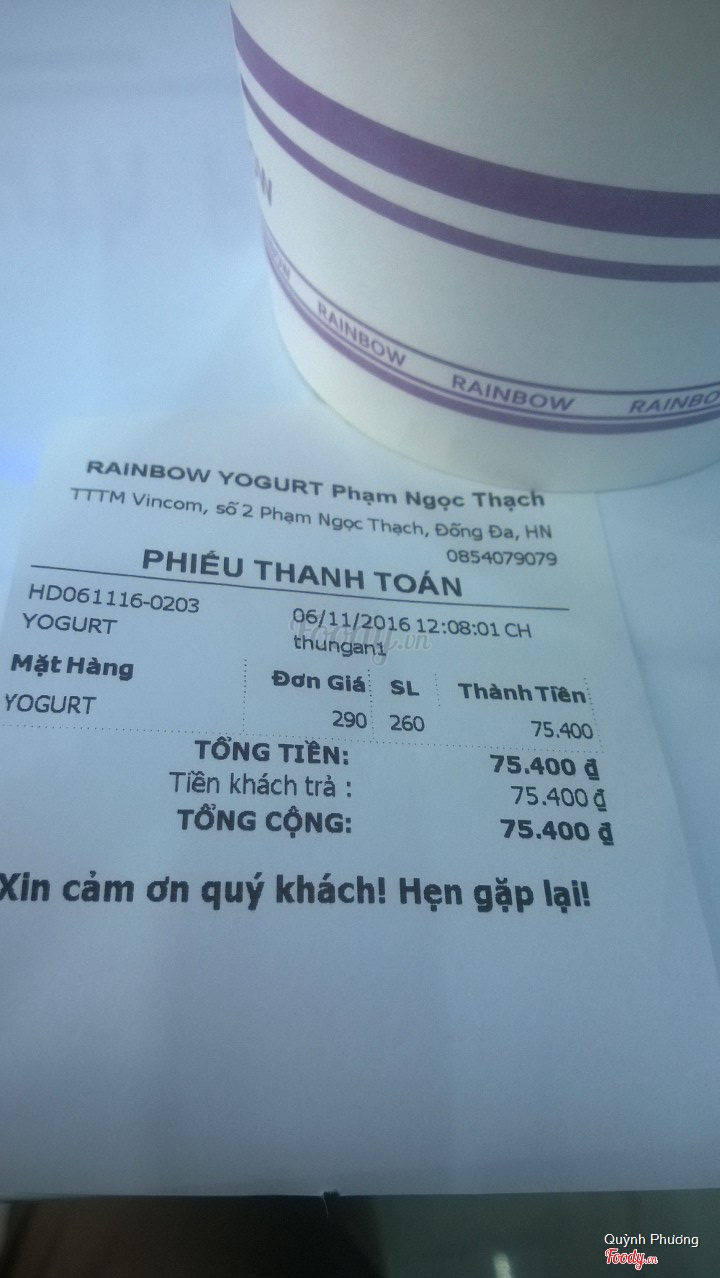 RAINBOW RAINBOW RAINBO
RAINBOW YOGURT Phạm Ngọc Thạch
TTTM Vincom, số 2 Phạm Ngọc Thạch, Đống Đa, HN
0854079079
PHIẾU THANH TOÁN
HD061116-0203 06/11/2016 12:08:01 CH
YOGURT thungan1
Mặt Hàng Đơn Giá SL Thành Tiền
YOGURT 290 260 75.400
TỔNG TIỀN: 75.400 ₫
Tiền khách trả : 75.400 ₫
TỔNG CỘNG: 75.400 ₫
Xin cảm ơn quý khách! Hẹn gặp lại!
Foody.vn
Quỳnh Phương
Foody.vn